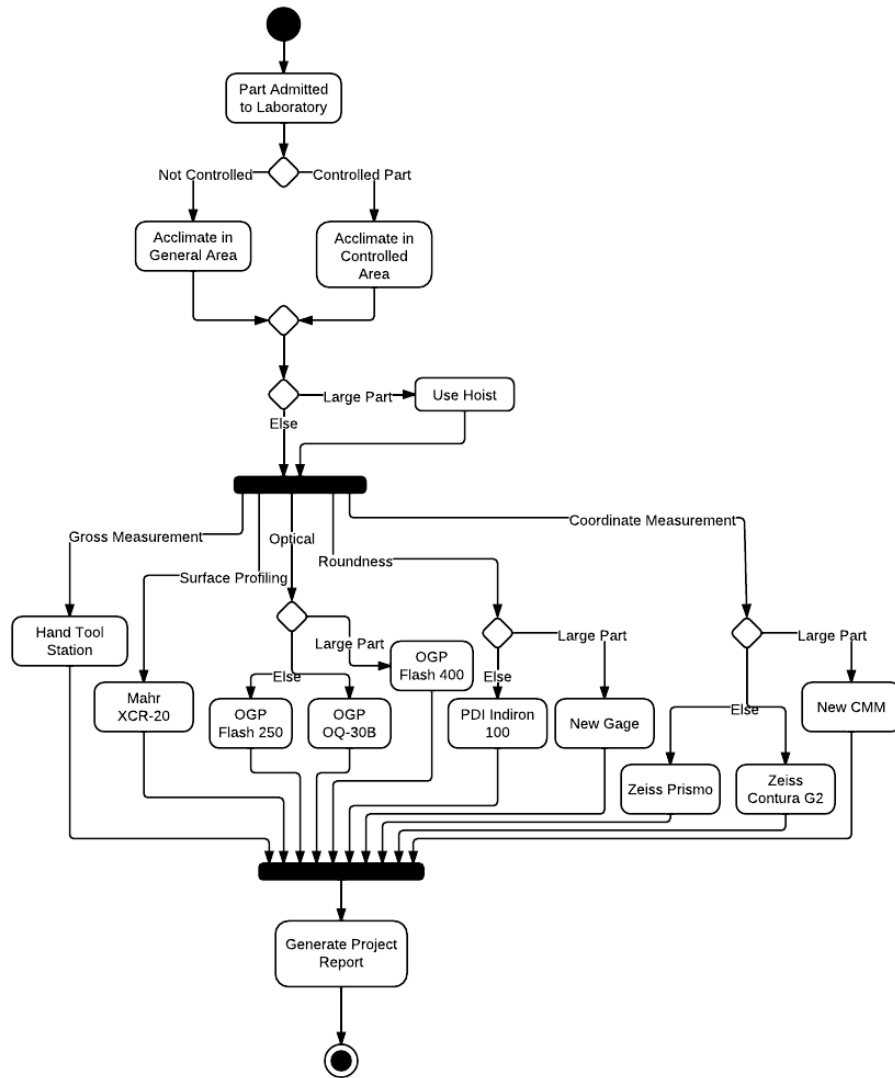 Part Admitted
to Laboratory
Not Controlled
Controlled Part
Acclimate in
General Area
Acclimate in
Controlled
Area
Large Part
Use Hoist
Else
Gross Measurement
Surface Profiling
Optical
Roundness
Coordinate Measurement
Hand Tool
Station
Mahr
XCR-20
Large Part
Else
OGP
Flash 250
OGP
OQ-30B
OGP
Flash 400
Large Part
Else
PDI Indiron
100
New Gage
Large Part
Else
Zeiss Prismo
Zeiss
Contura G2
New CMM
Generate Project
Report